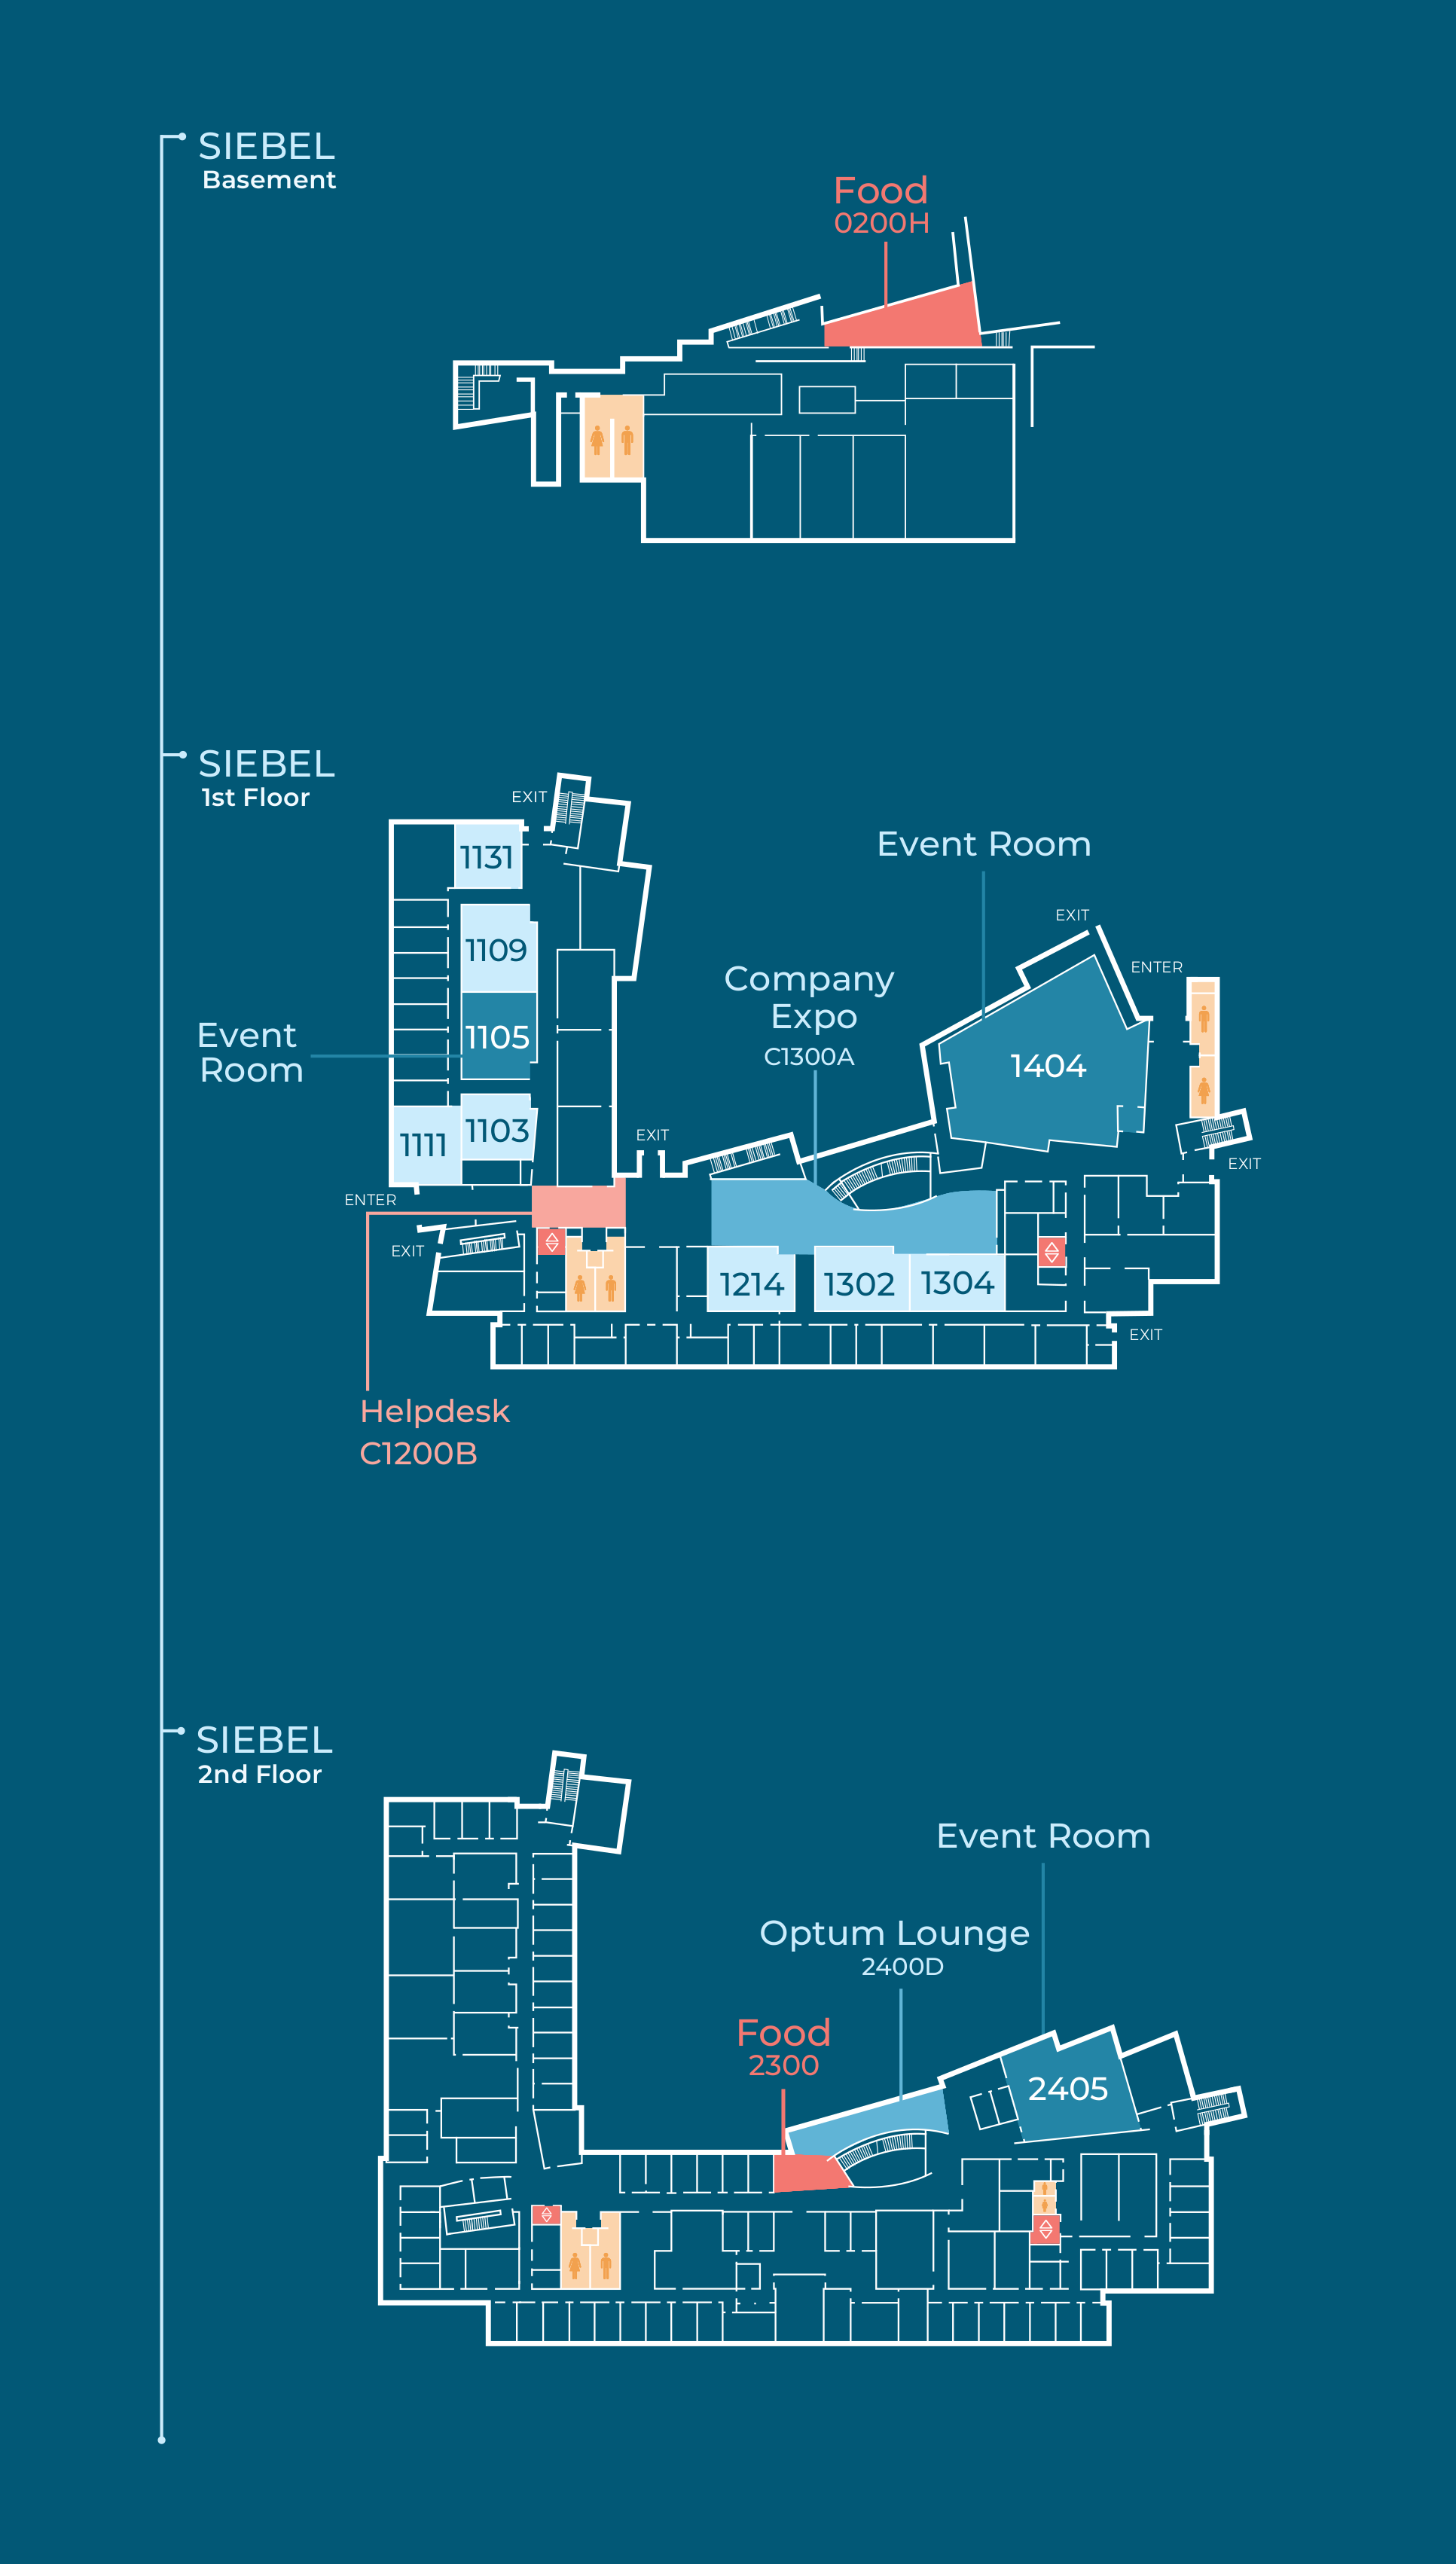 SIEBEL
Basement
Food
0200H
SIEBEL
1st Floor
EXIT
1131
Event Room
EXIT
1109
ENTER
Company
Expo
C1300A
Event
Room
1105
1404
1103
1111
EXIT
EXIT
ENTER
EXIT
1214
1302
1304
EXIT
Helpdesk
C1200B
SIEBEL
2nd Floor
Event Room
Optum Lounge
2400D
Food
2300
2405